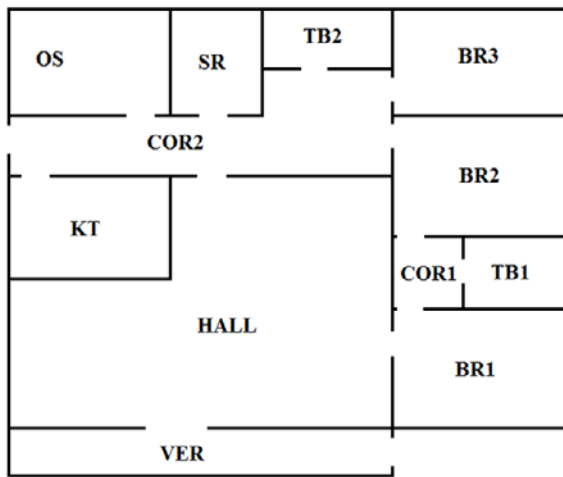 TB2
OS
SR
BR3
COR2
BR2
KT
COR1
TB1
HALL
BR1
VER